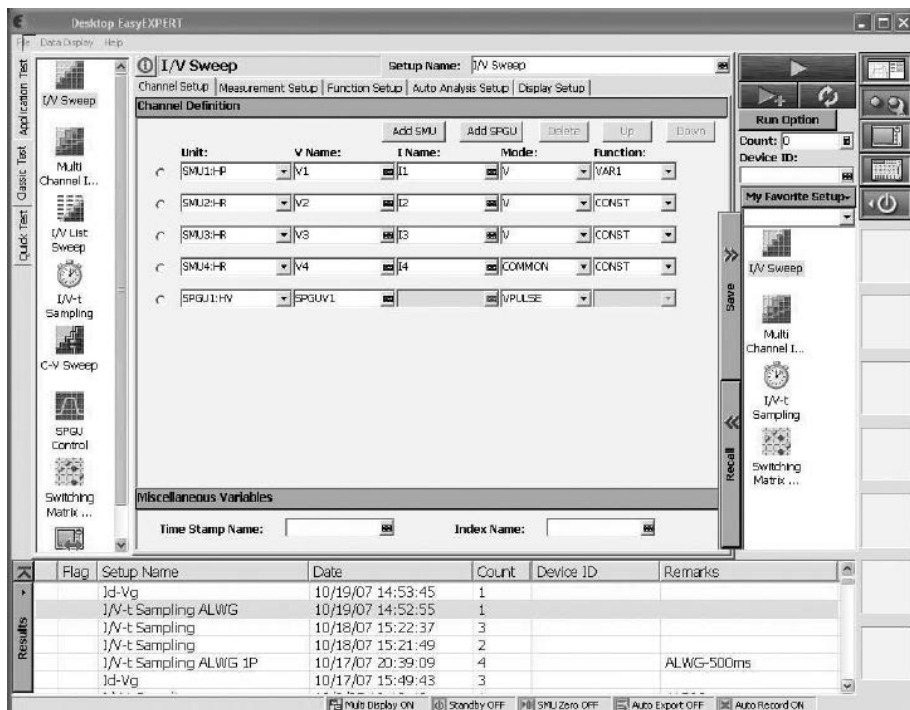 Desktop EasyEXPERT
File Data Display Help
Application Test
Classic Test
Quick Test
I/V Sweep
Multi
Channel I...
I/V List
Sweep
I/V-t
Sampling
C-V Sweep
SPGU
Control
Switching
Matrix ...
I/V Sweep
Setup Name: I/V Sweep
Channel Setup Measurement Setup Function Setup Auto Analysis Setup Display Setup
Channel Definition
Add SMU Add SPGU Delete Up Down
Unit: V Name: I Name: Mode: Function:
SMU1:HP V1 I1 V VAR1
SMU2:HR V2 I2 V CONST
SMU3:HR V3 I3 V CONST
SMU4:HR V4 I4 COMMON CONST
SPGU1:HV SPGUV1 VPULSE
Miscellaneous Variables
Time Stamp Name: Index Name:
Save
Recall
Run Option
Count: 0
Device ID:
My Favorite Setup
I/V Sweep
Multi
Channel I...
I/V-t
Sampling
Switching
Matrix ...
Results
Flag Setup Name Date Count Device ID Remarks
Id-Vg 10/19/07 14:53:45 1
I/V-t Sampling ALWG 10/19/07 14:52:55 1
I/V-t Sampling 10/18/07 15:22:37 3
I/V-t Sampling 10/18/07 15:21:49 2
I/V-t Sampling ALWG 1P 10/17/07 20:39:09 4 ALWG-500ms
Id-Vg 10/17/07 15:49:43 3
Multi Display ON Standby OFF SMU Zero OFF Auto Export OFF Auto Record ON